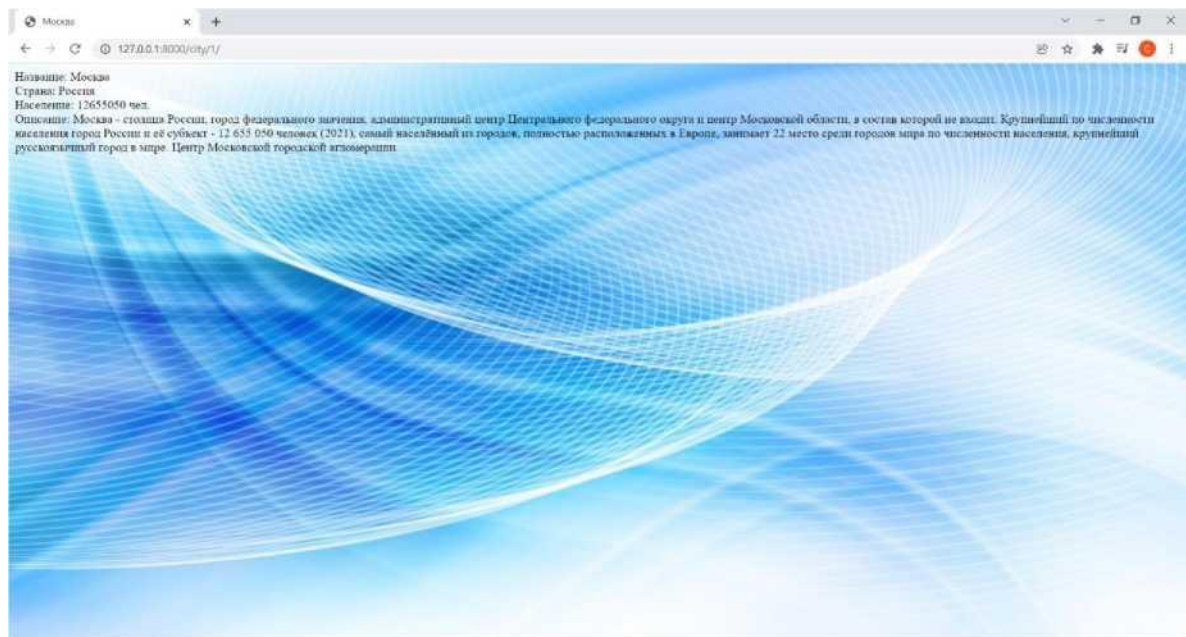 Москва
127.0.0.1:8000/city/1/
Название: Москва
Страна: Россия
Население: 12655050 чел.
Описание: Москва - столица России, город федерального значения, административный центр Центрального федерального округа и центр Московской области, в состав которой не входит. Крупнейший по численности
населения город России и её субъект - 12 655 050 человек (2021), самый населённый из городов, полностью расположенных в Европе, занимает 22 место среди городов мира по численности населения, крупнейший
русскоязычный город в мире. Центр Московской городской агломерации.